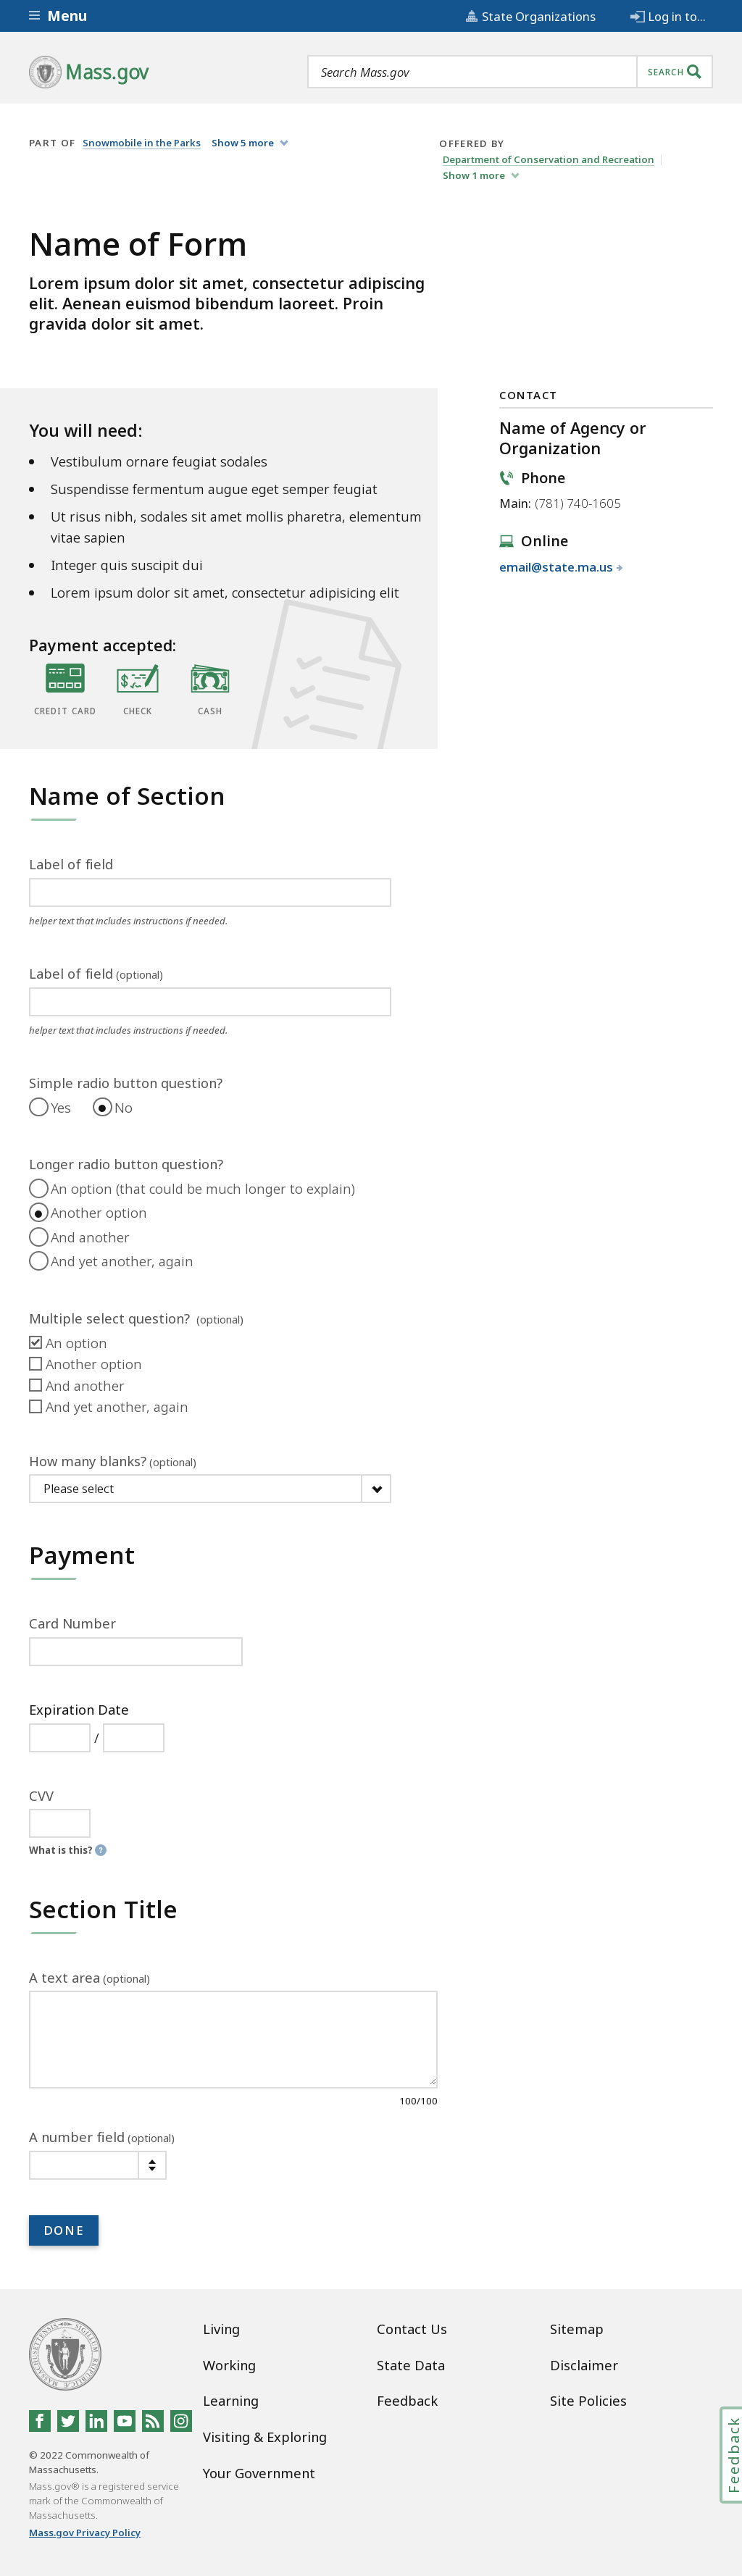 Menu
State Organizations
Log in to...
Mass.gov
Search Mass.gov
SEARCH
PART OF Snowmobile in the Parks Show 5 more
OFFERED BY
Department of Conservation and Recreation
Show 1 more
Name of Form
Lorem ipsum dolor sit amet, consectetur adipiscing
elit. Aenean euismod bibendum laoreet. Proin
gravida dolor sit amet.
You will need:
Vestibulum ornare feugiat sodales
Suspendisse fermentum augue eget semper feugiat
Ut risus nibh, sodales sit amet mollis pharetra, elementum
vitae sapien
Integer quis suscipit dui
Lorem ipsum dolor sit amet, consectetur adipisicing elit
Payment accepted:
CREDIT CARD
CHECK
CASH
CONTACT
Name of Agency or
Organization
Phone
Main: (781) 740-1605
Online
email@state.ma.us
Name of Section
Label of field
helper text that includes instructions if needed.
Label of field (optional)
helper text that includes instructions if needed.
Simple radio button question?
Yes No
Longer radio button question?
An option (that could be much longer to explain)
Another option
And another
And yet another, again
Multiple select question? (optional)
An option
Another option
And another
And yet another, again
How many blanks? (optional)
Please select
Payment
Card Number
Expiration Date
/
CVV
What is this? ?
Section Title
A text area (optional)
100/100
A number field (optional)
DONE
Living
Working
Learning
Visiting & Exploring
Your Government
Contact Us
State Data
Feedback
Sitemap
Disclaimer
Site Policies
© 2022 Commonwealth of
Massachusetts.
Mass.gov® is a registered service
mark of the Commonwealth of
Massachusetts.
Mass.gov Privacy Policy
Feedback